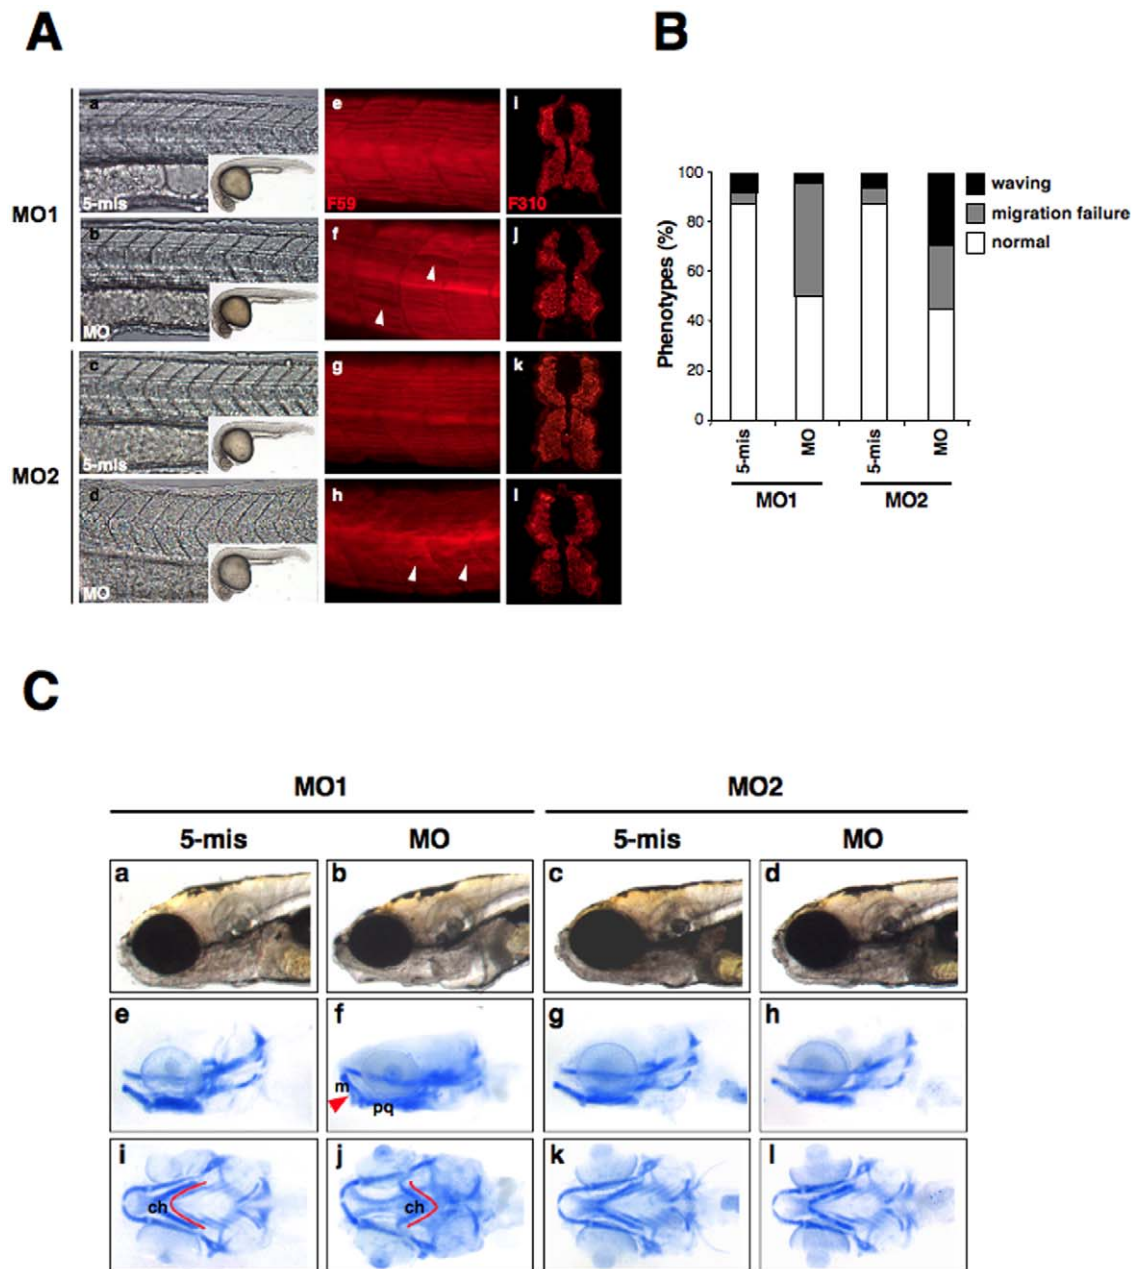 A
B
MO1
a
5-mis
e
F59
l
F310
b
MO
f
j
MO2
c
5-mis
g
k
d
MO
h
l
100
80
60
40
20
0
Phenotypes (%)
waving
migration failure
normal
5-mis
MO
5-mis
MO
MO1
MO2
C
MO1
MO2
5-mis
MO
5-mis
MO
a
b
c
d
e
f
m
pq
g
h
i
ch
j
ch
k
l